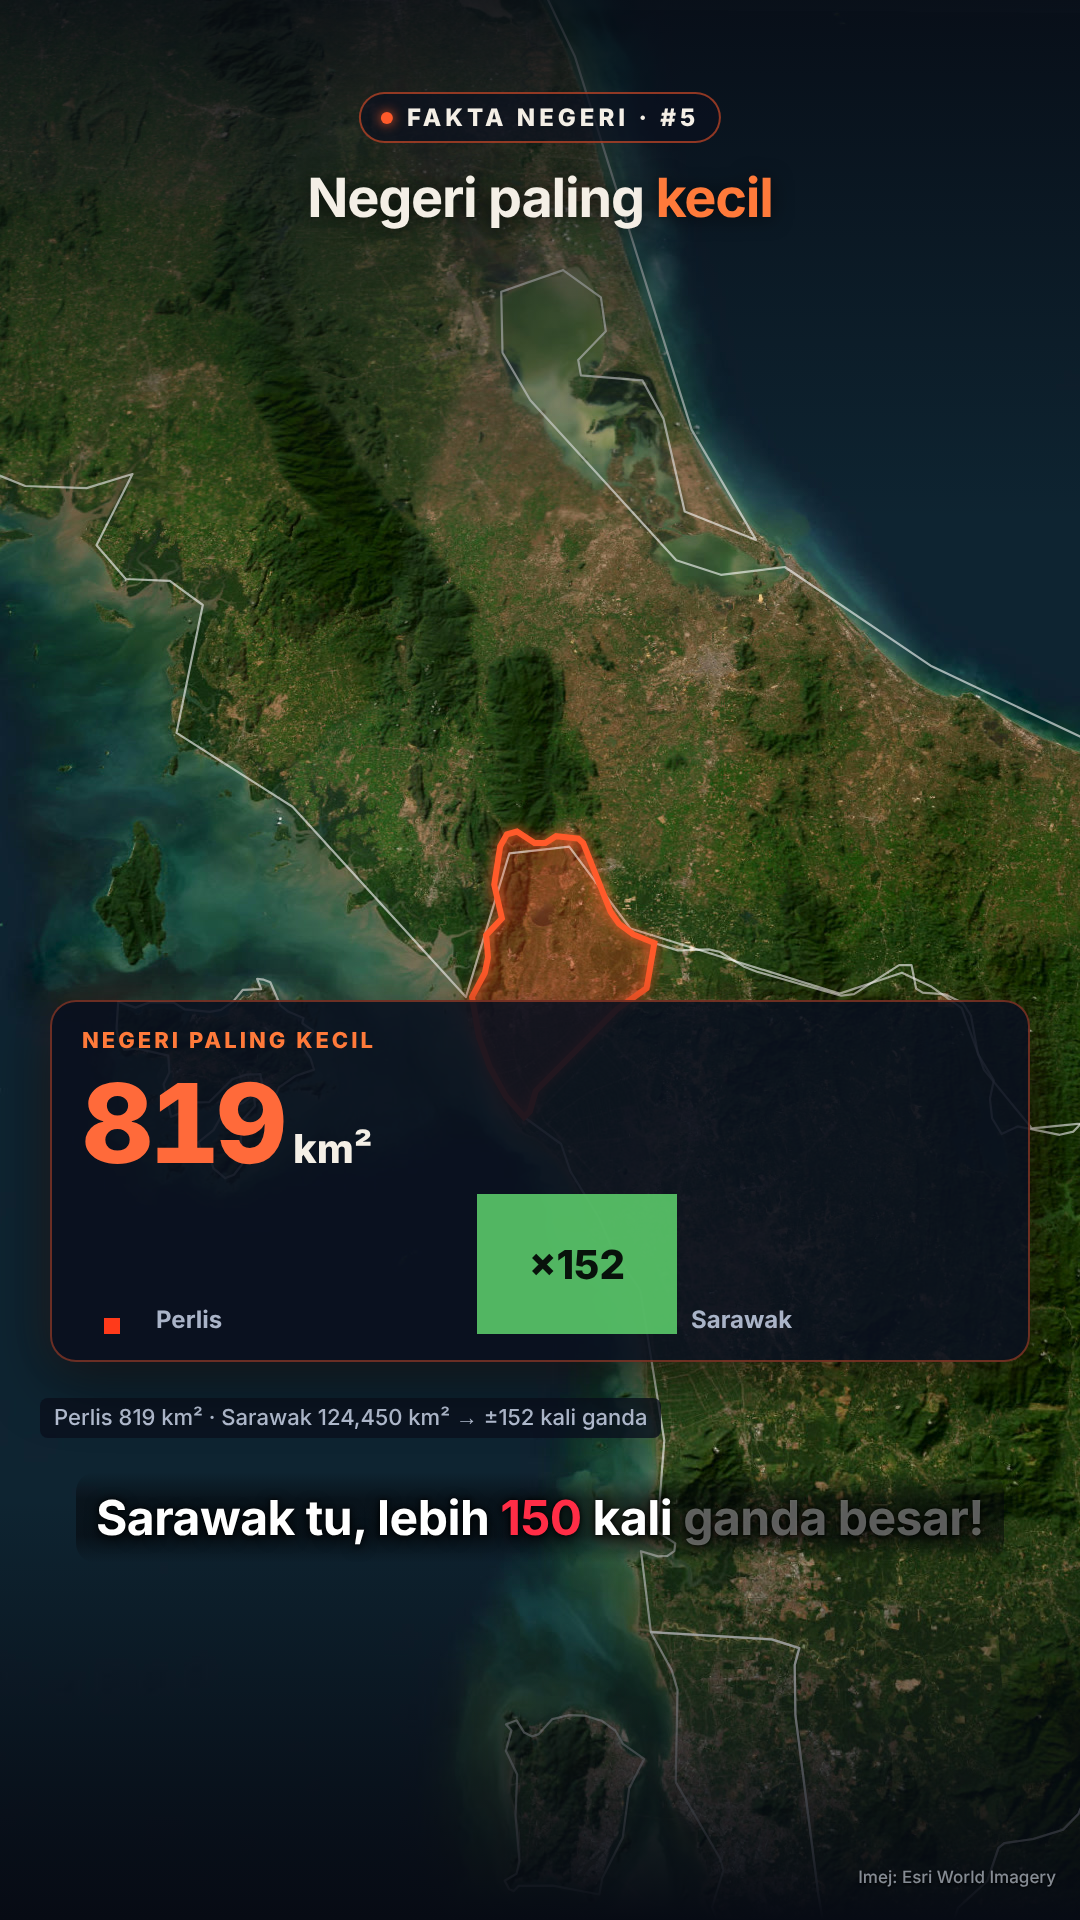 FAKTA NEGERI · #5
Negeri paling kecil
NEGERI PALING KECIL
819 km²
×152
Perlis
Sarawak
Perlis 819 km² · Sarawak 124,450 km² → ±152 kali ganda
Sarawak tu, lebih 150 kali ganda besar!
Imej: Esri World Imagery